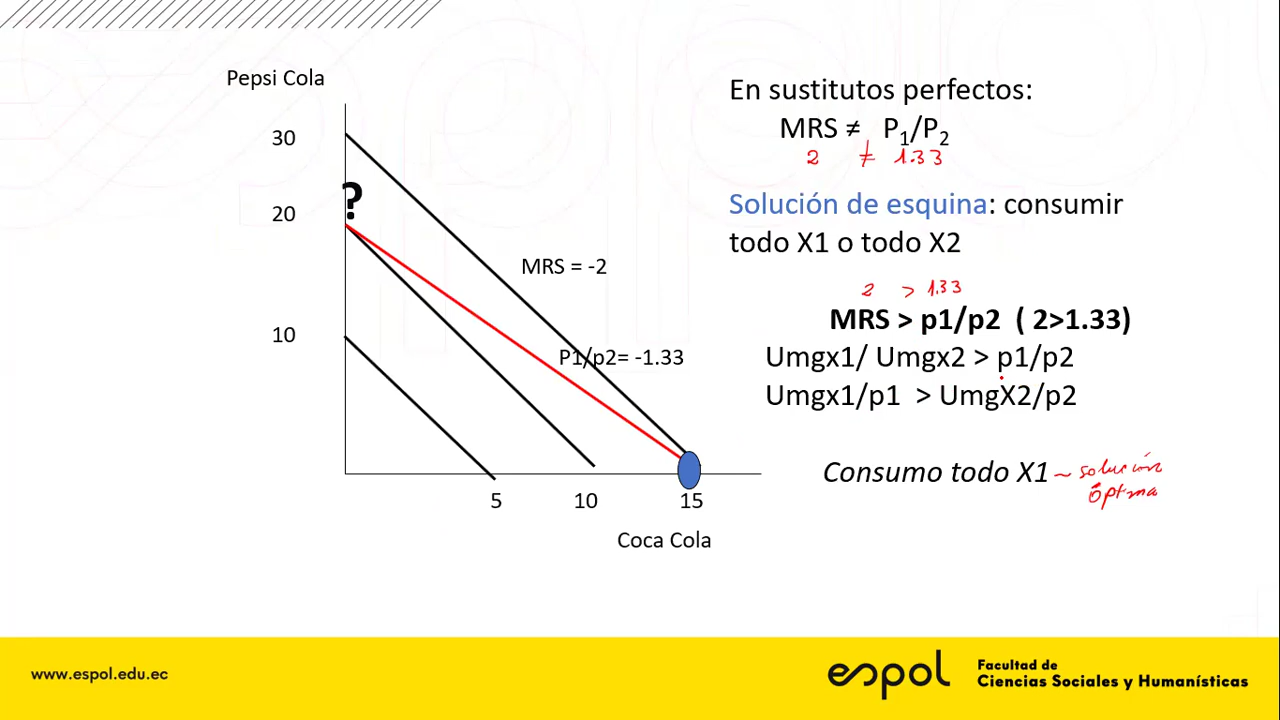 Pepsi Cola
30
?
20
10
MRS = -2
P1/p2= -1.33
5
10
15
Coca Cola
En sustitutos perfectos:
MRS ≠ P₁/P₂
2 ≠ 1.33
Solución de esquina: consumir
todo X1 o todo X2
2 > 1.33
MRS > p1/p2 ( 2>1.33)
Umgx1/ Umgx2 > p1/p2
Umgx1/p1 > UmgX2/p2
Consumo todo X1 ~ solución
óptma
www.espol.edu.ec
espol
Facultad de
Ciencias Sociales y Humanísticas